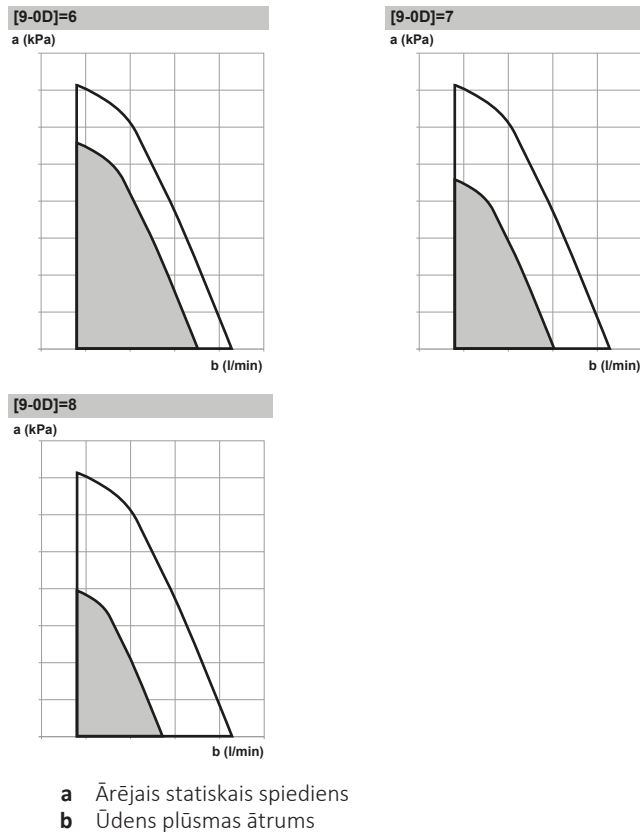 [9-0D]=6
a (kPa)
b (l/min)
[9-0D]=7
a (kPa)
b (l/min)
[9-0D]=8
a (kPa)
b (l/min)
a Ārējais statiskais spiediens
b Ūdens plūsmas ātrums